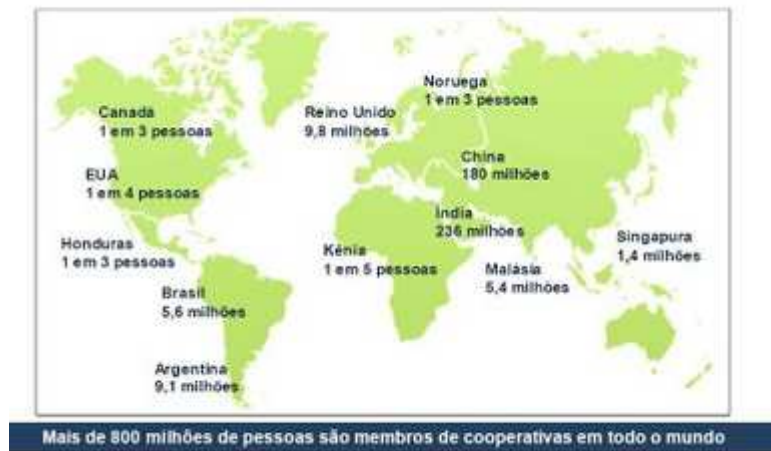 Noruega
1 em 3 pessoas
Canadá
1 em 3 pessoas
Reino Unido
9,8 milhões
China
180 milhões
EUA
1 em 4 pessoas
Índia
236 milhões
Singapura
1,4 milhões
Honduras
1 em 3 pessoas
Kénia
1 em 5 pessoas
Malásia
5,4 milhões
Brasil
5,6 milhões
Argentina
9,1 milhões
Mais de 800 milhões de pessoas são membros de cooperativas em todo o mundo